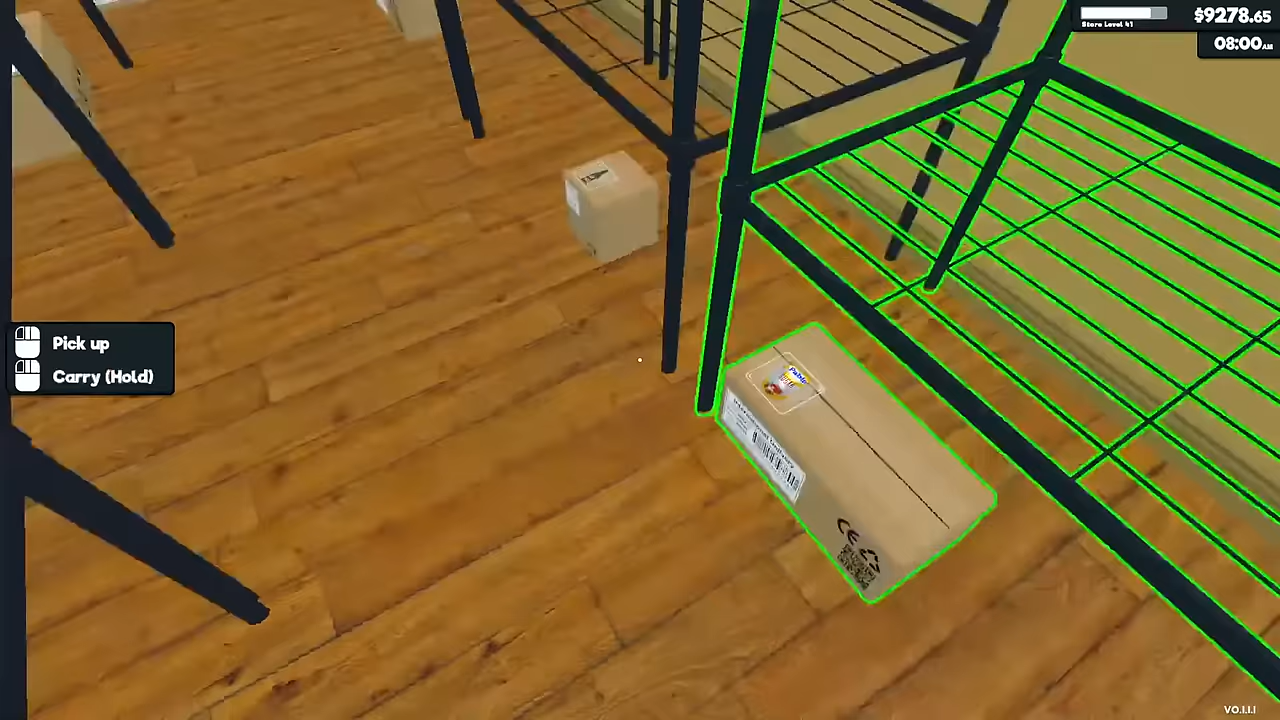 $9278.65
Store Level 41
08:00AM
Pick up
Carry (Hold)
CE
V0.1.1.1